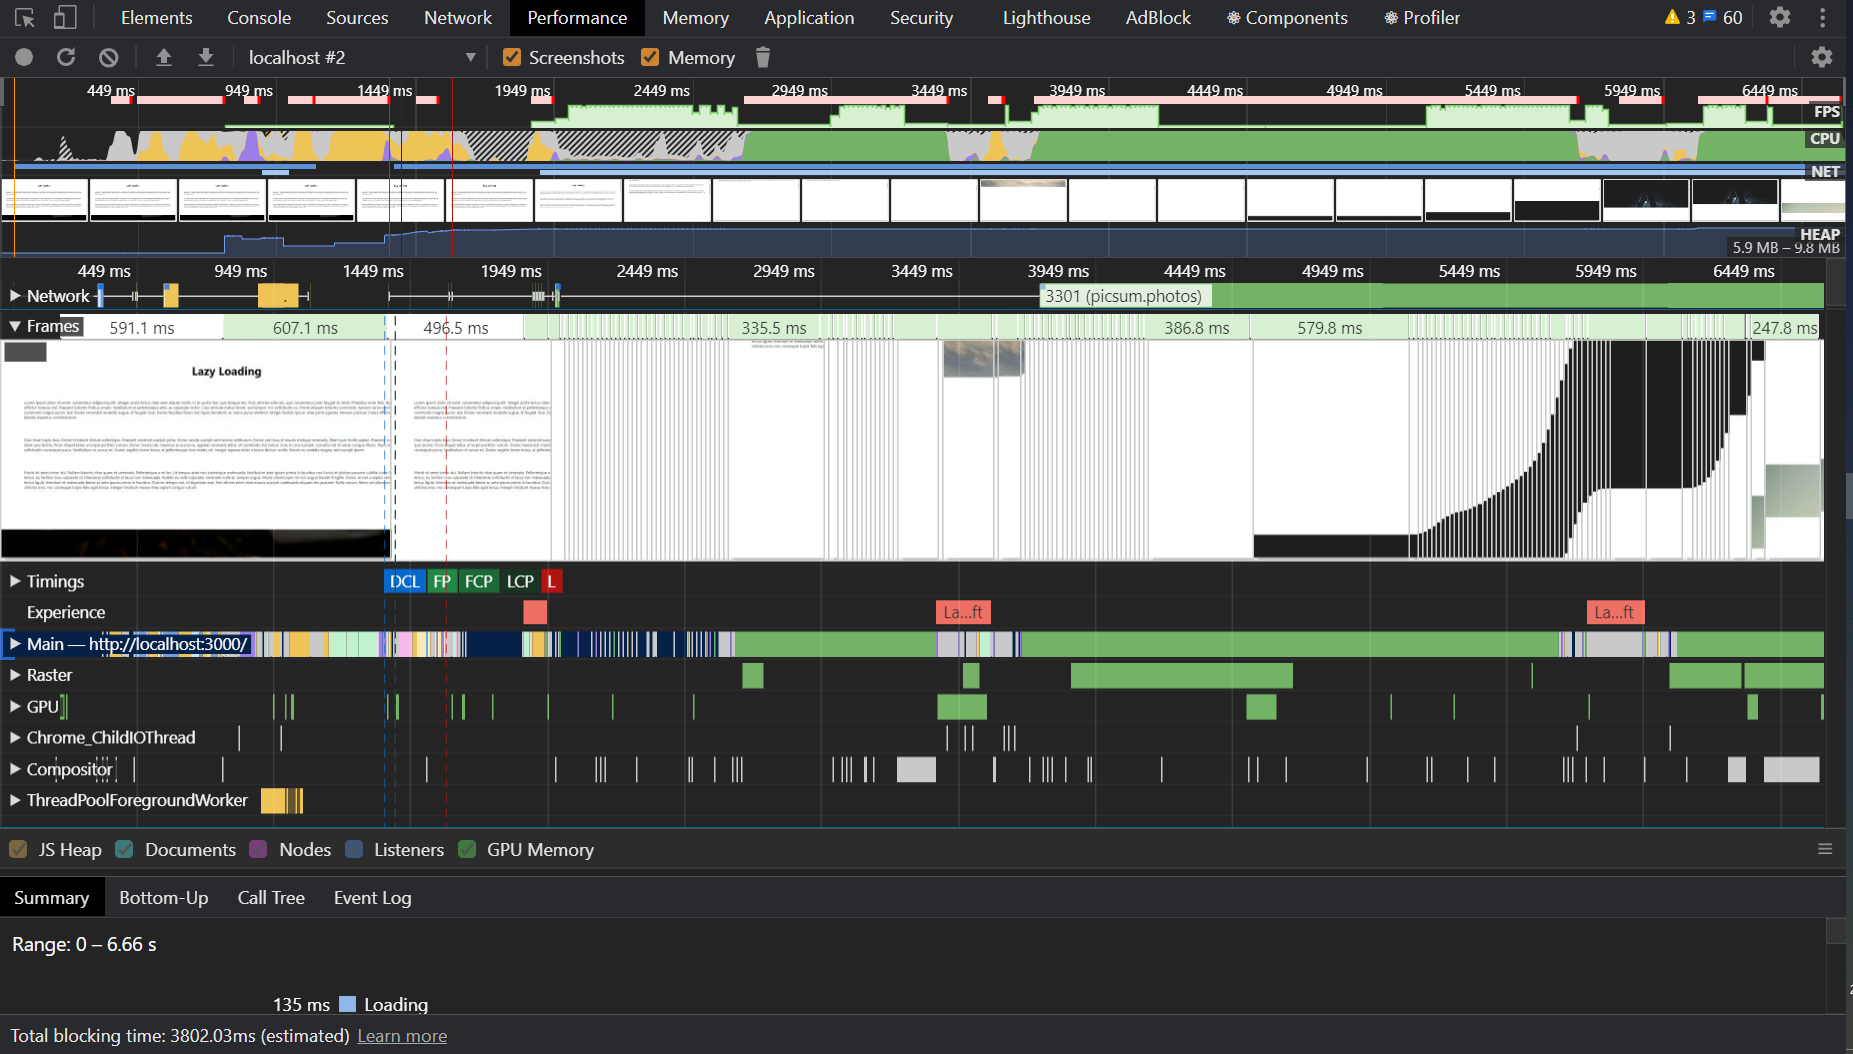 Elements Console Sources Network Performance Memory Application Security Lighthouse AdBlock Components Profiler 3 60
localhost #2 Screenshots Memory
449 ms 949 ms 1449 ms 1949 ms 2449 ms 2949 ms 3449 ms 3949 ms 4449 ms 4949 ms 5449 ms 5949 ms 6449 ms
FPS
CPU
NET
HEAP
5.9 MB – 9.8 MB
449 ms 949 ms 1449 ms 1949 ms 2449 ms 2949 ms 3449 ms 3949 ms 4449 ms 4949 ms 5449 ms 5949 ms 6449 ms
Network 3301 (picsum.photos)
Frames 591.1 ms 607.1 ms 496.5 ms 335.5 ms 386.8 ms 579.8 ms 247.8 ms
Lazy Loading
Timings DCL FP FCP LCP L
Experience La...ft La...ft
Main — http://localhost:3000/
Raster
GPU
Chrome_ChildIOThread
Compositor
ThreadPoolForegroundWorker
JS Heap Documents Nodes Listeners GPU Memory
Summary Bottom-Up Call Tree Event Log
Range: 0 – 6.66 s
135 ms Loading
Total blocking time: 3802.03ms (estimated) Learn more